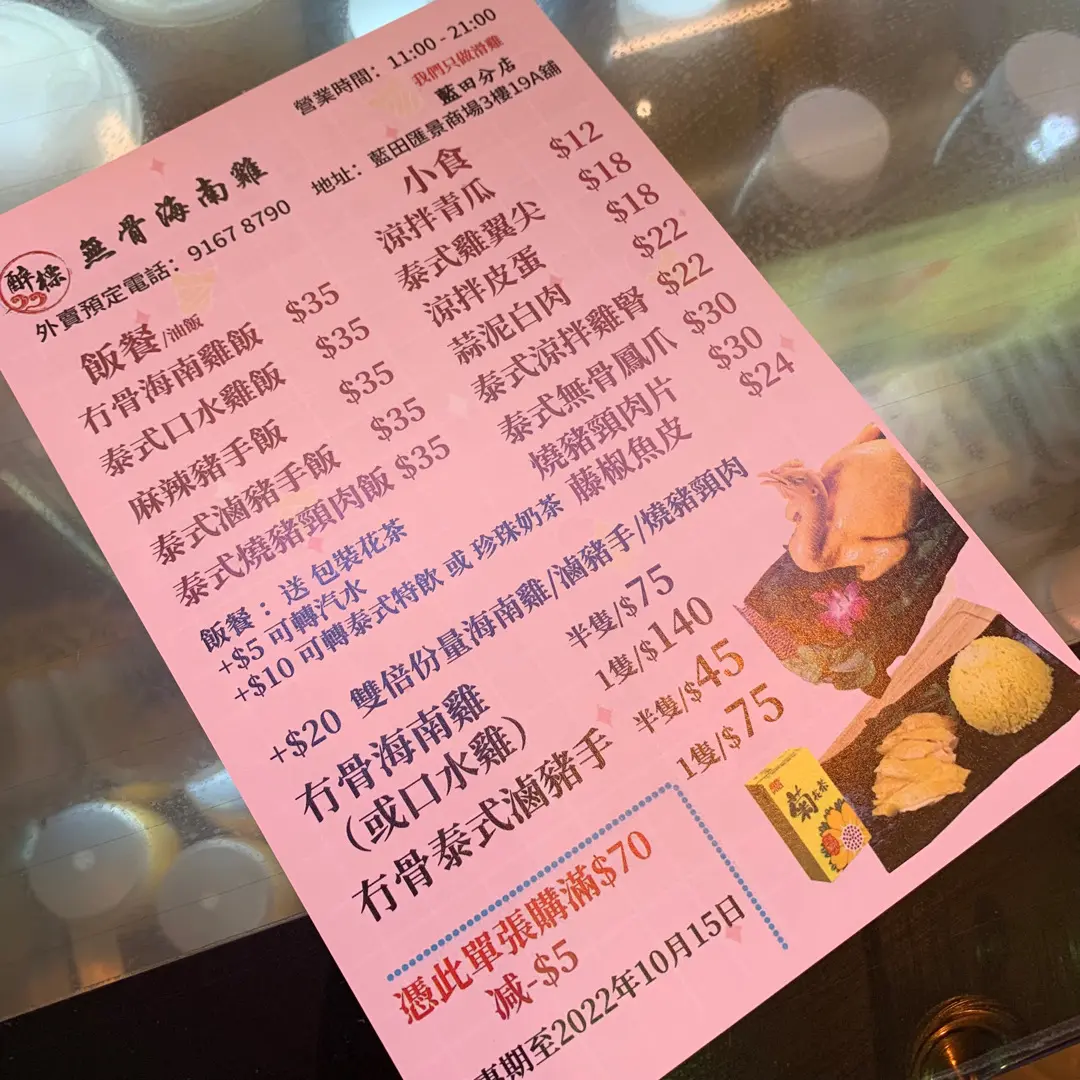 營業時間：11:00 - 21:00
我們只做滑雞
藍田分店
地址：藍田匯景商場3樓19A舖
醉樑
無骨海南雞
外賣預定電話：9167 8790
飯餐/油飯
冇骨海南雞飯 $35
泰式口水雞飯 $35
麻辣豬手飯 $35
泰式滷豬手飯 $35
泰式燒豬頸肉飯 $35
小食
涼拌青瓜 $12
泰式雞翼尖 $18
涼拌皮蛋 $18
蒜泥白肉 $22
泰式涼拌雞腎 $22
泰式無骨鳳爪 $30
燒豬頸肉片 $30
藤椒魚皮 $24
飯餐：送 包裝花茶
+$5 可轉汽水
+$10 可轉泰式特飲 或 珍珠奶茶
+$20 雙倍份量海南雞/滷豬手/燒豬頸肉
冇骨海南雞 半隻/$75
（或口水雞） 1隻/$140
冇骨泰式滷豬手 半隻/$45
1隻/$75
菊花茶
憑此單張購滿$70
減-$5
惠期至2022年10月15日